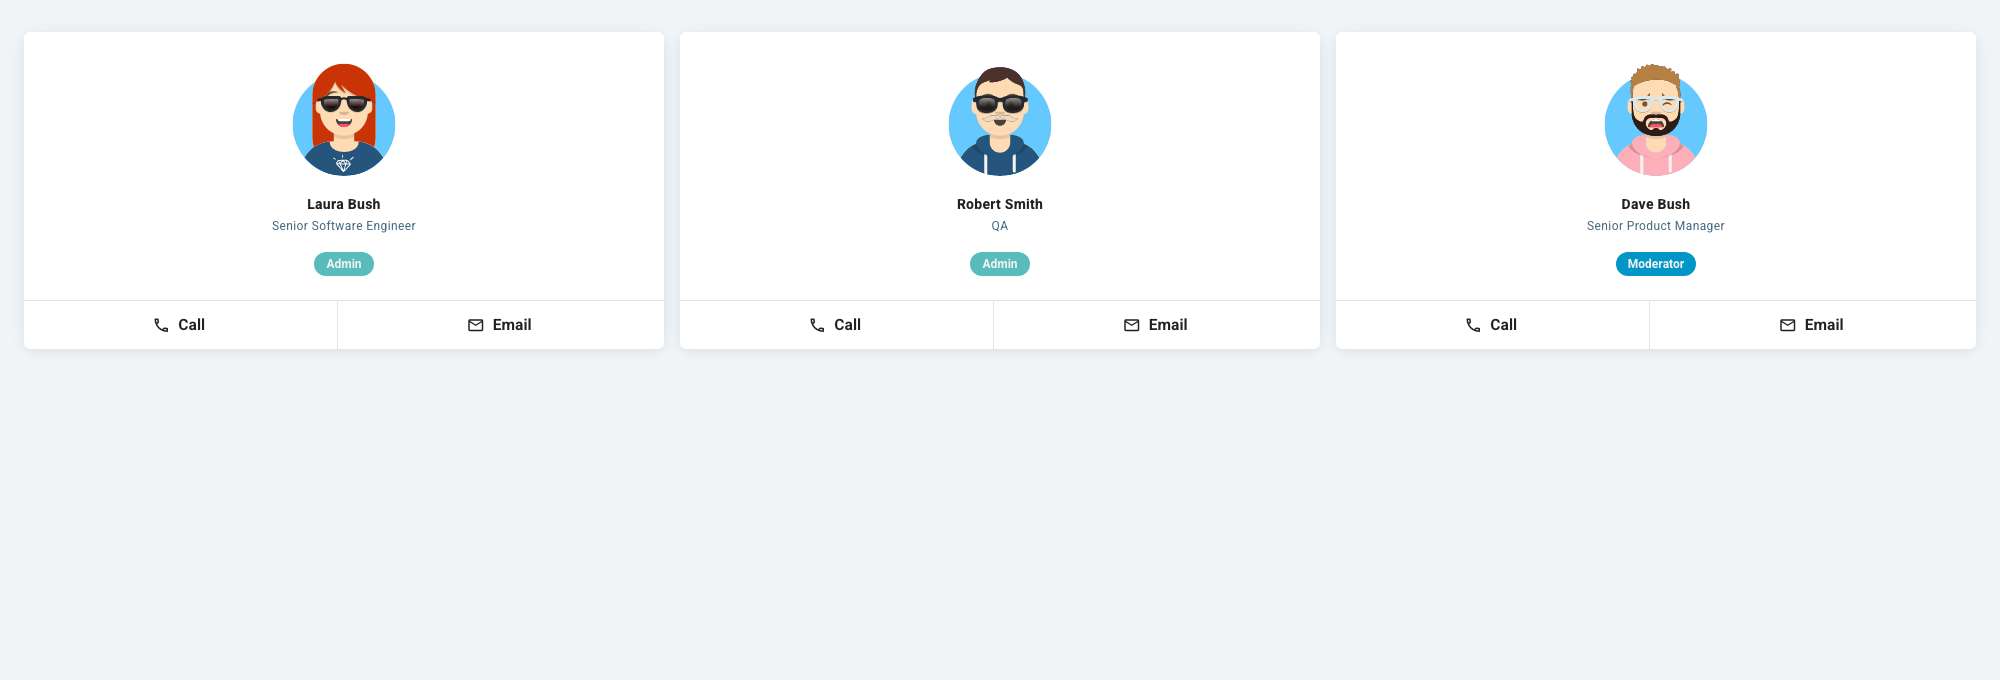 Laura Bush
Senior Software Engineer
Admin
Call
Email
Robert Smith
QA
Admin
Call
Email
Dave Bush
Senior Product Manager
Moderator
Call
Email